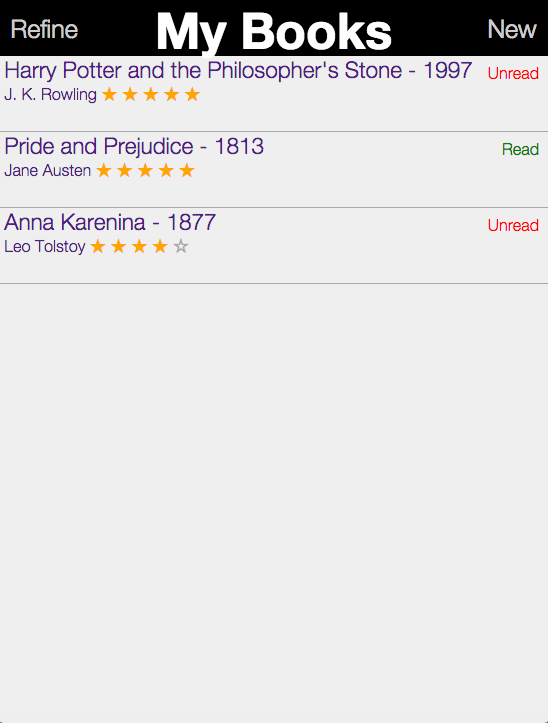 Refine My Books New
Harry Potter and the Philosopher's Stone - 1997 Unread
J. K. Rowling ★ ★ ★ ★ ★
Pride and Prejudice - 1813 Read
Jane Austen ★ ★ ★ ★ ★
Anna Karenina - 1877 Unread
Leo Tolstoy ★ ★ ★ ★ ☆